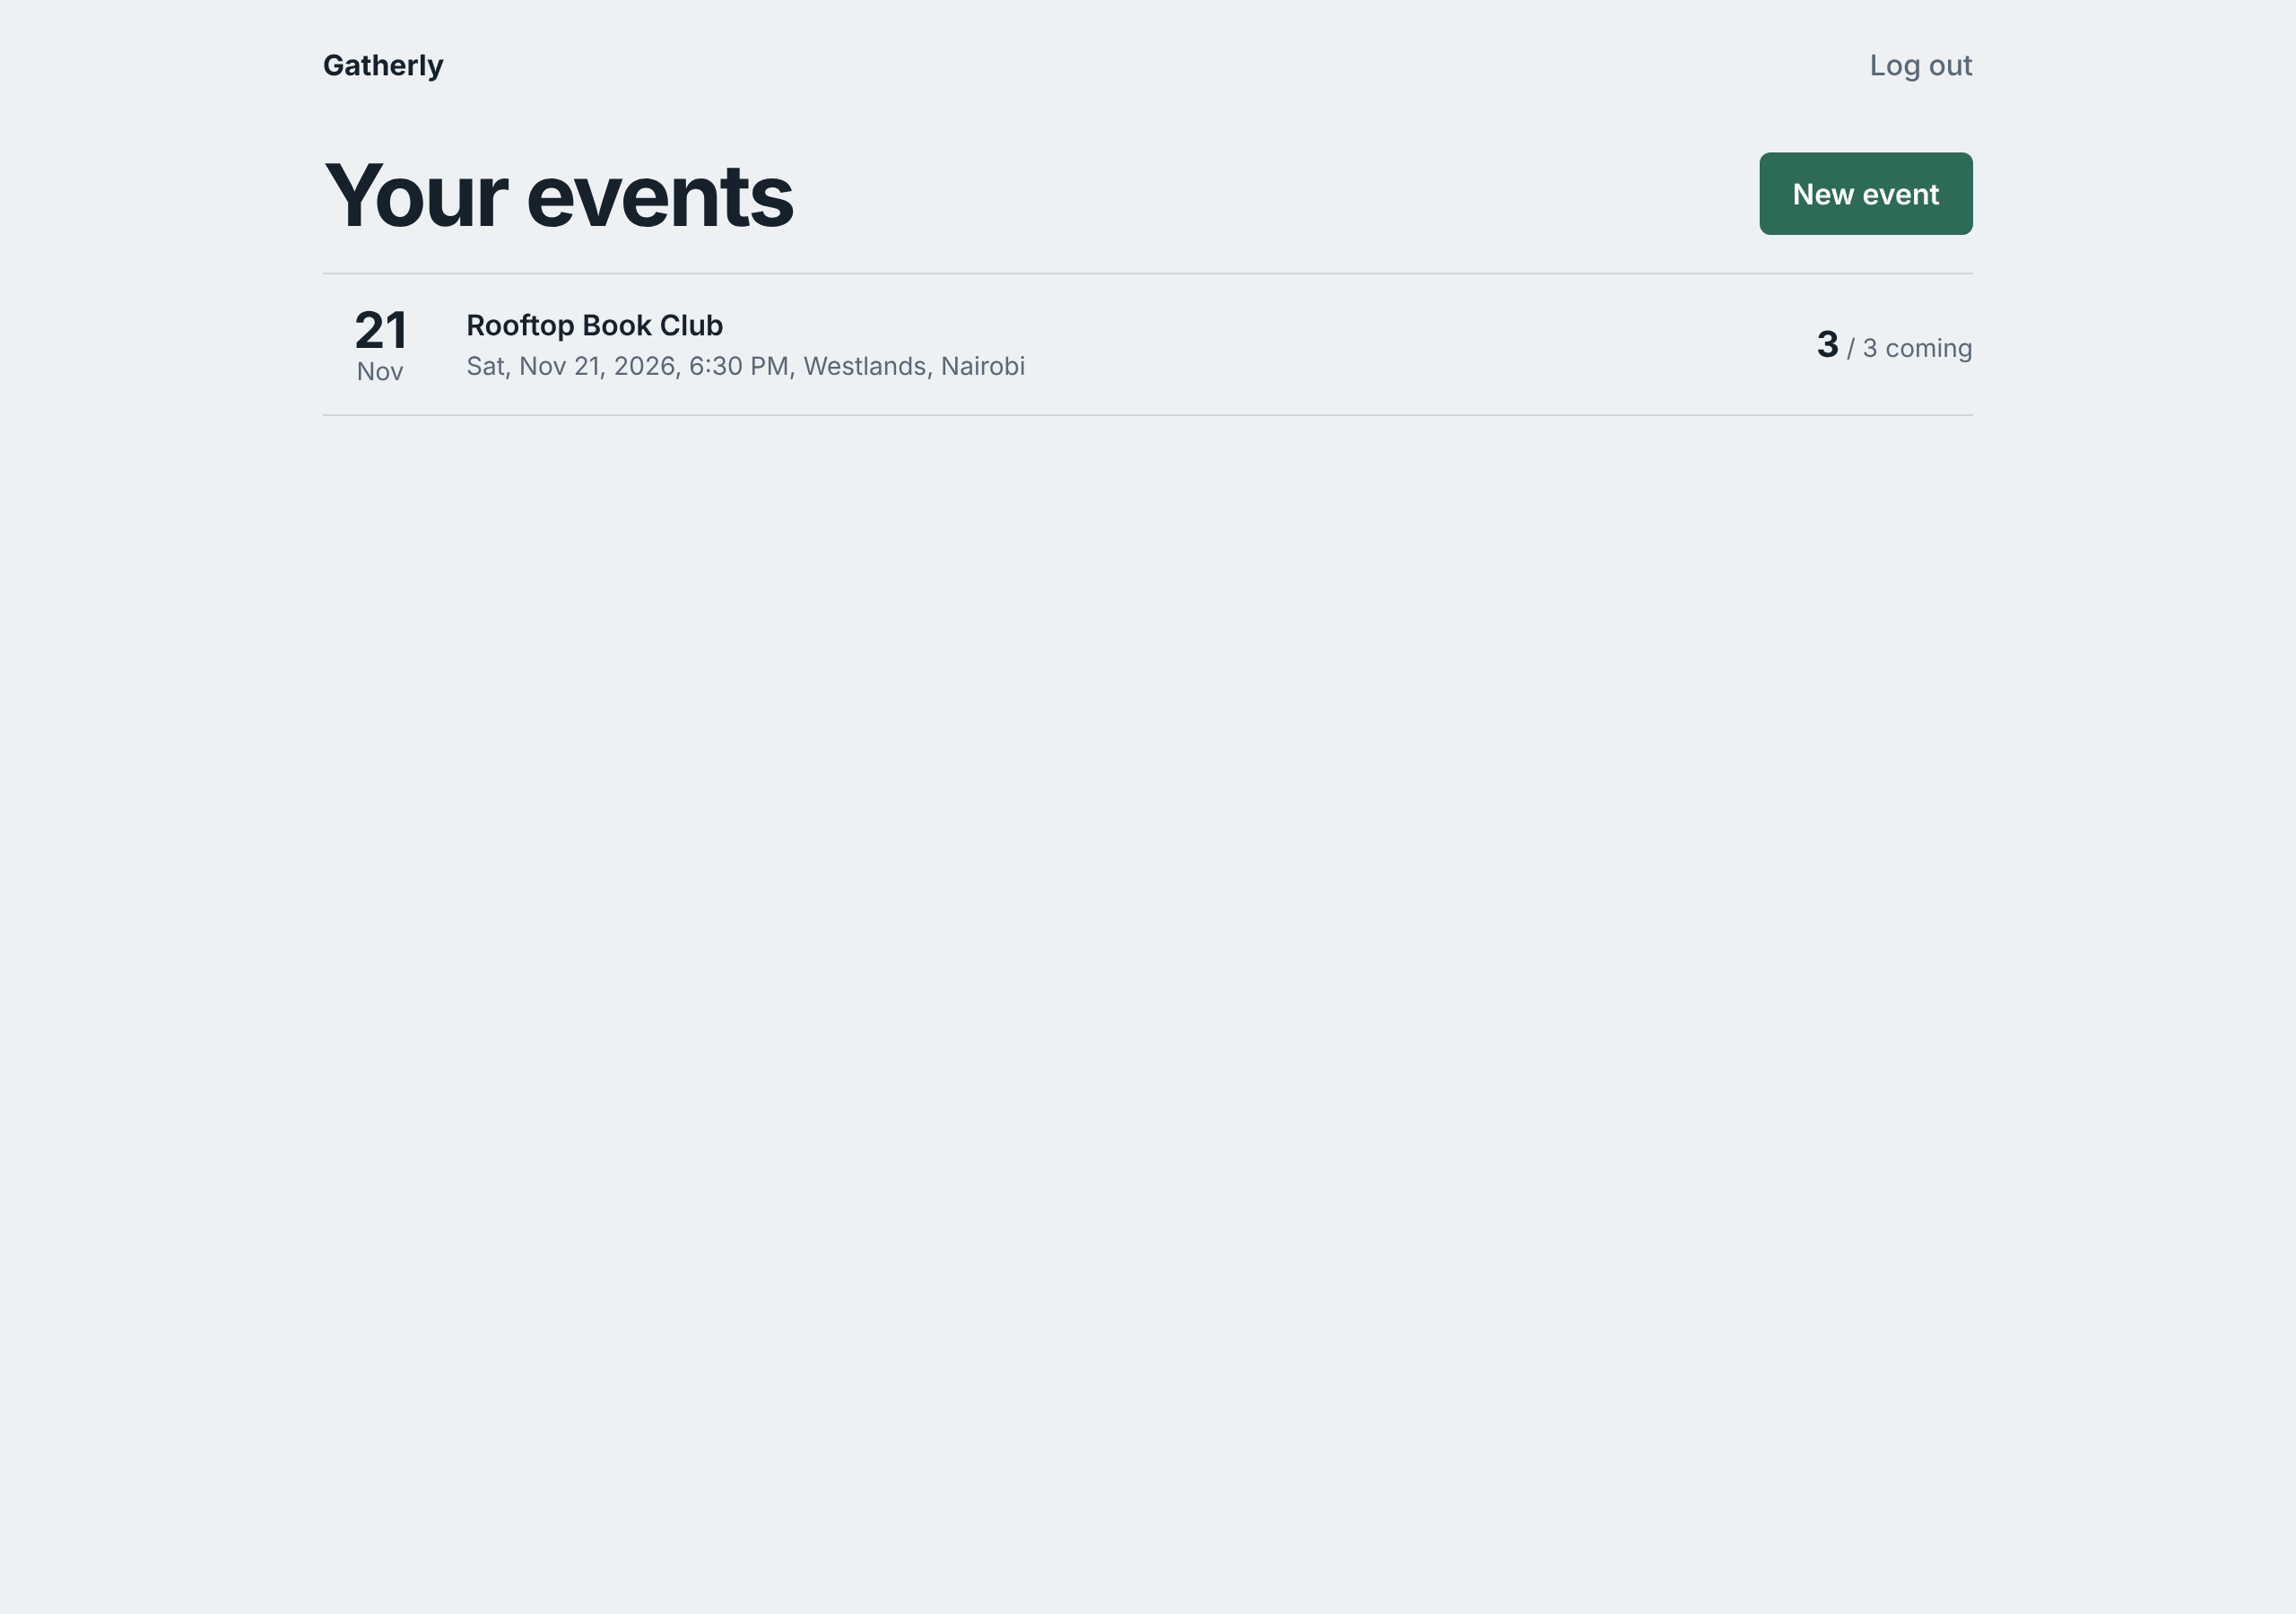 Gatherly
Log out
Your events
New event
21
Nov
Rooftop Book Club
Sat, Nov 21, 2026, 6:30 PM, Westlands, Nairobi
3 / 3 coming